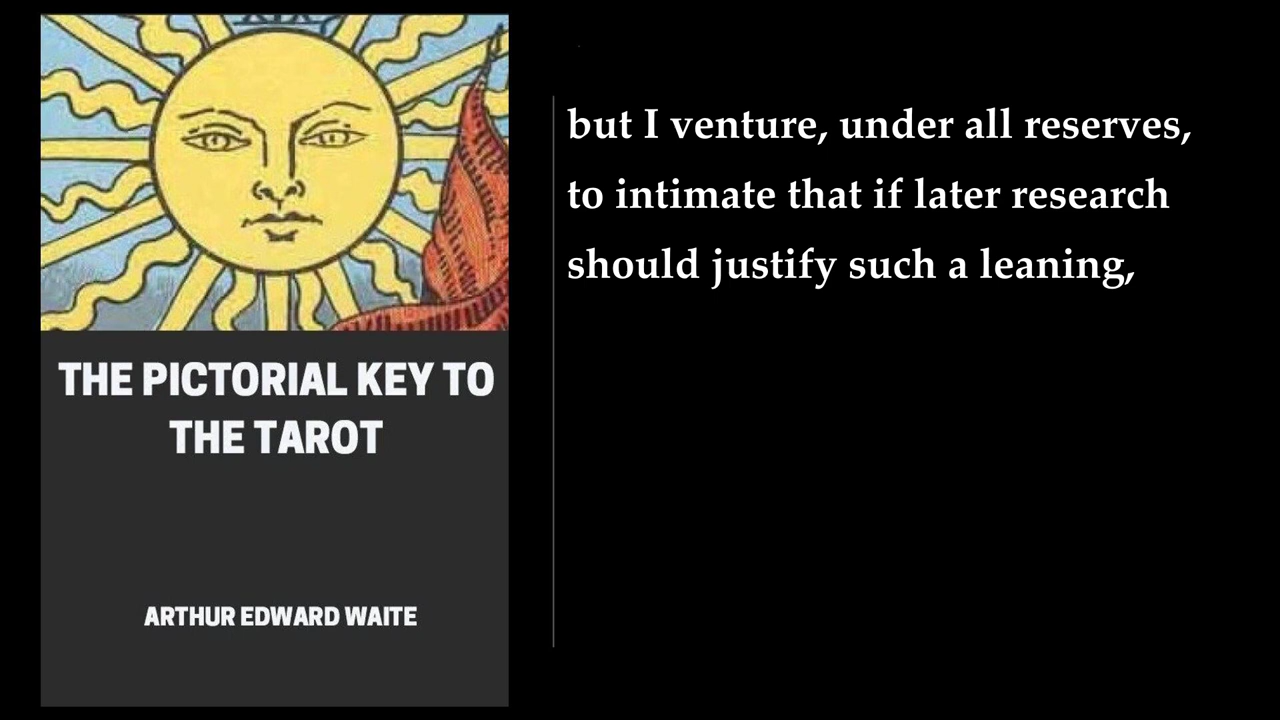 THE PICTORIAL KEY TO
THE TAROT
ARTHUR EDWARD WAITE
but I venture, under all reserves,
to intimate that if later research
should justify such a leaning,